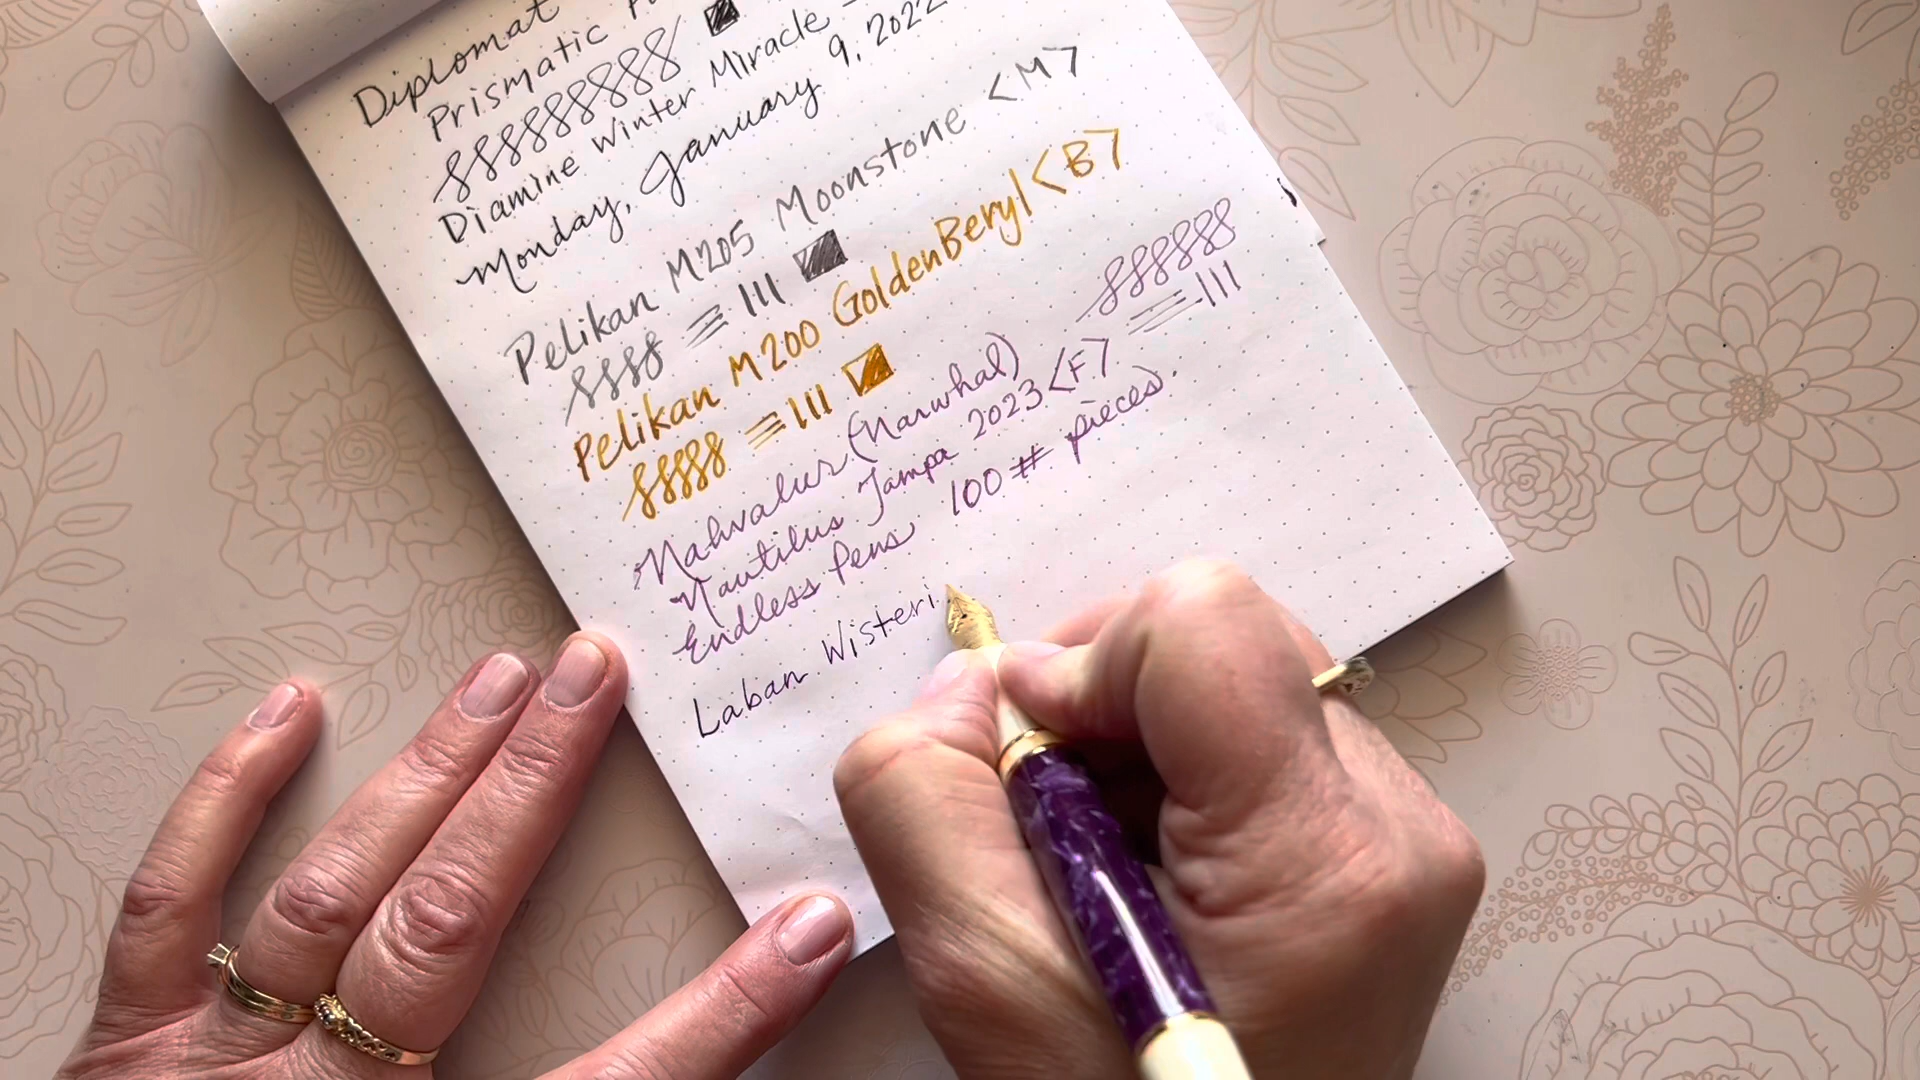 Diplomat
Prismatic
Diamine Winter Miracle -
Monday, January 9, 2022
Pelikan M205 Moonstone <M>
Pelikan M200 GoldenBeryl <B>
Nahvalur (Narwhal)
Nautilus Tampa 2023 <F>
Endless Pens 100 # pieces.
Laban Wisteri